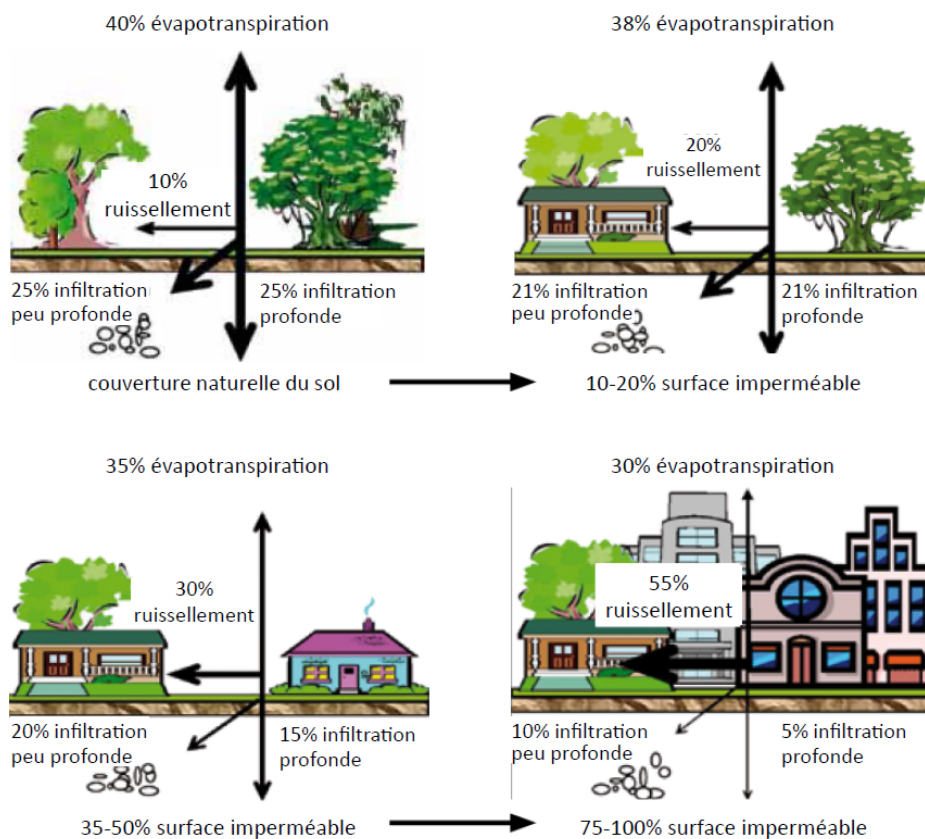 40% évapotranspiration
10%
ruissellement
25% infiltration
peu profonde
25% infiltration
profonde
couverture naturelle du sol
38% évapotranspiration
20%
ruissellement
21% infiltration
peu profonde
21% infiltration
profonde
10-20% surface imperméable
35% évapotranspiration
30%
ruissellement
20% infiltration
peu profonde
15% infiltration
profonde
35-50% surface imperméable
30% évapotranspiration
55%
ruissellement
10% infiltration
peu profonde
5% infiltration
profonde
75-100% surface imperméable